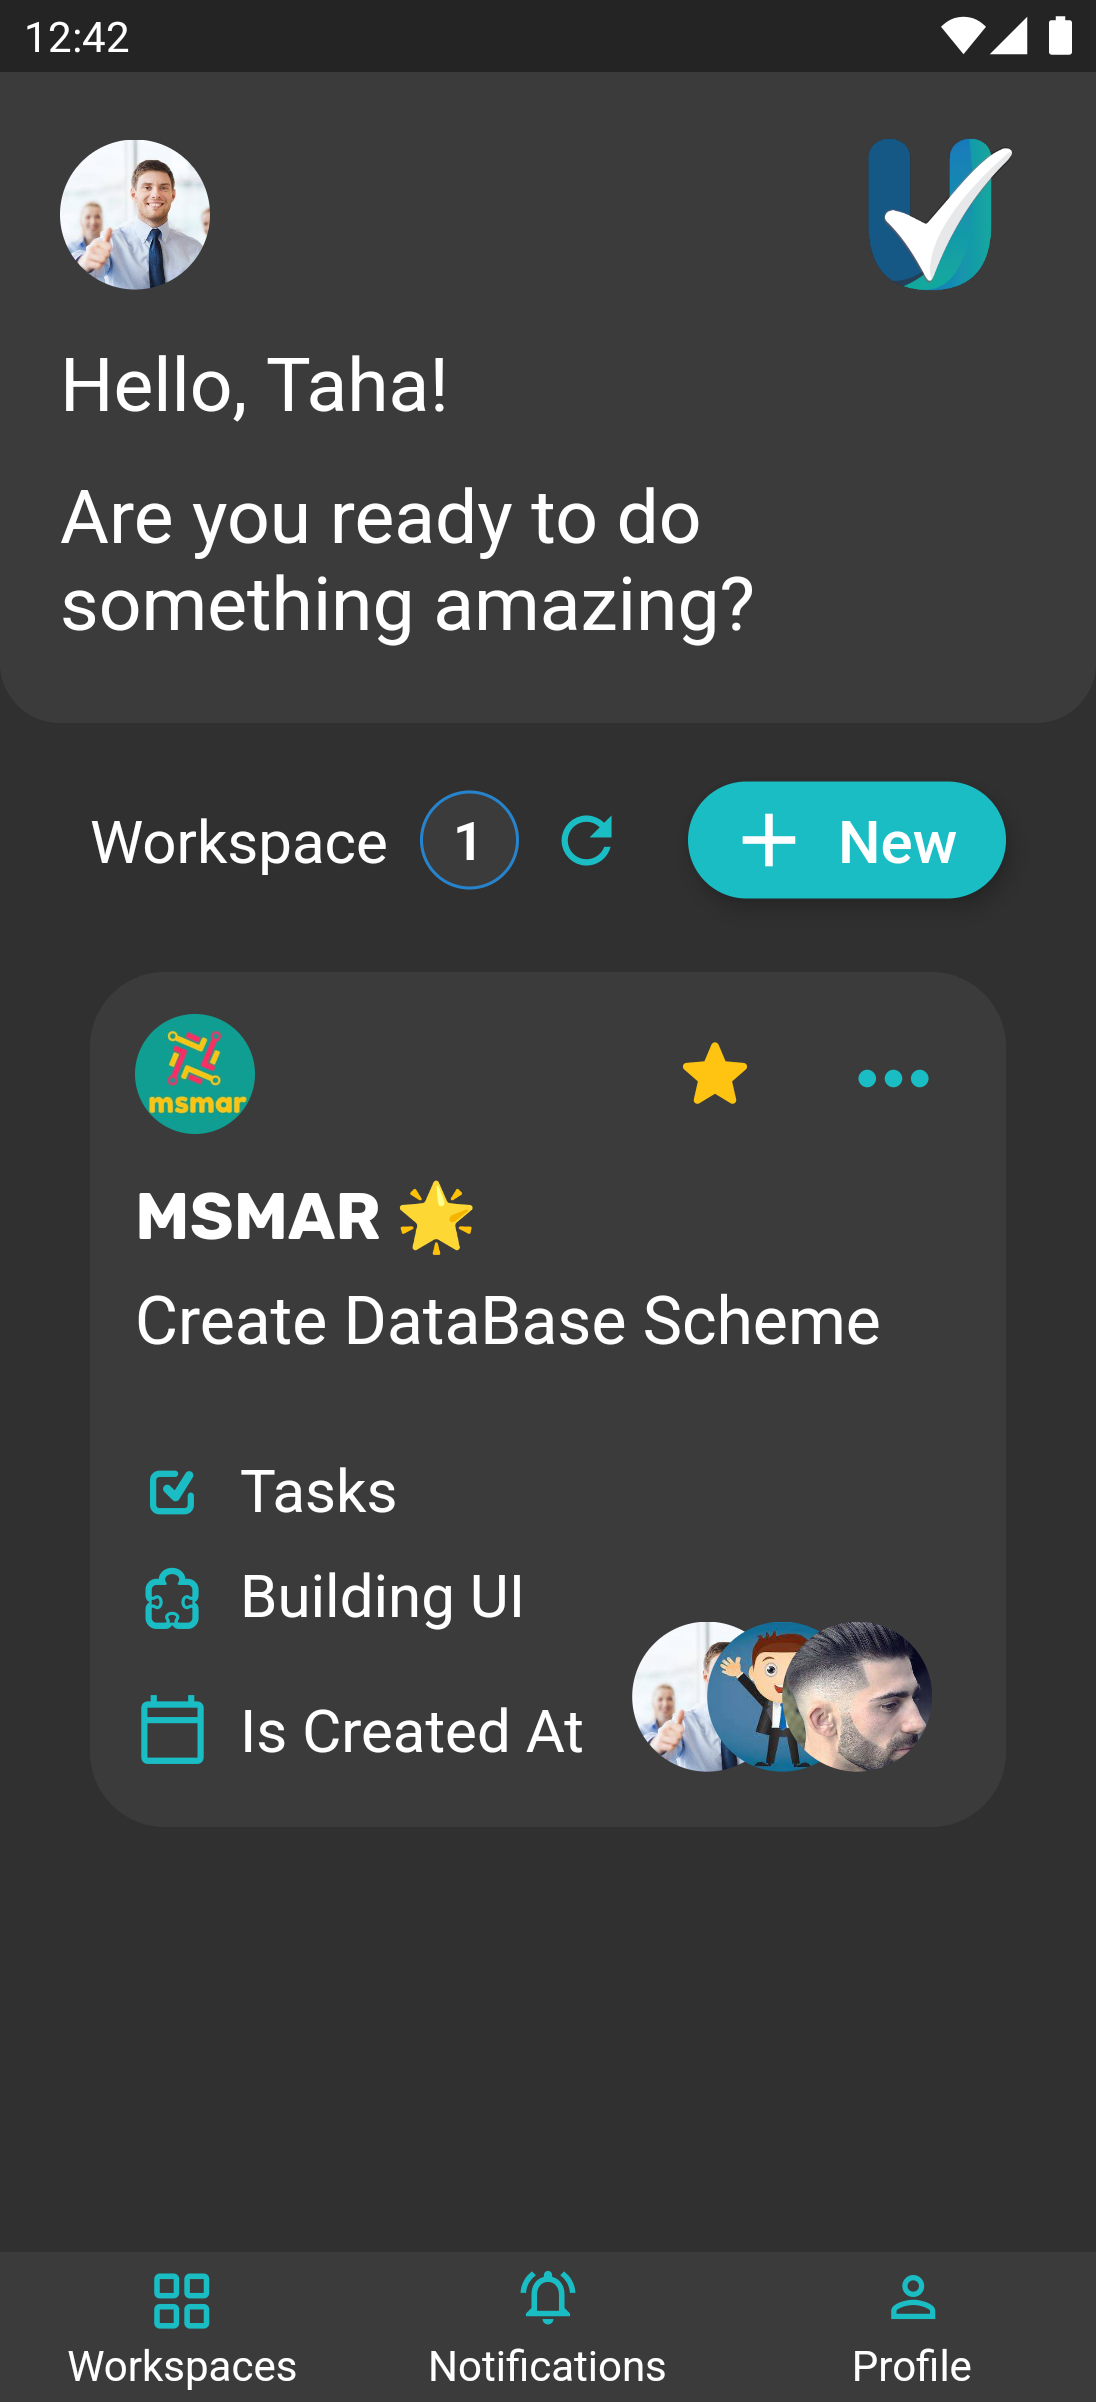 12:42
Hello, Taha!
Are you ready to do
something amazing?
Workspace 1 New
msmar
MSMAR 🌟
Create DataBase Scheme
Tasks
Building UI
Is Created At
Workspaces Notifications Profile